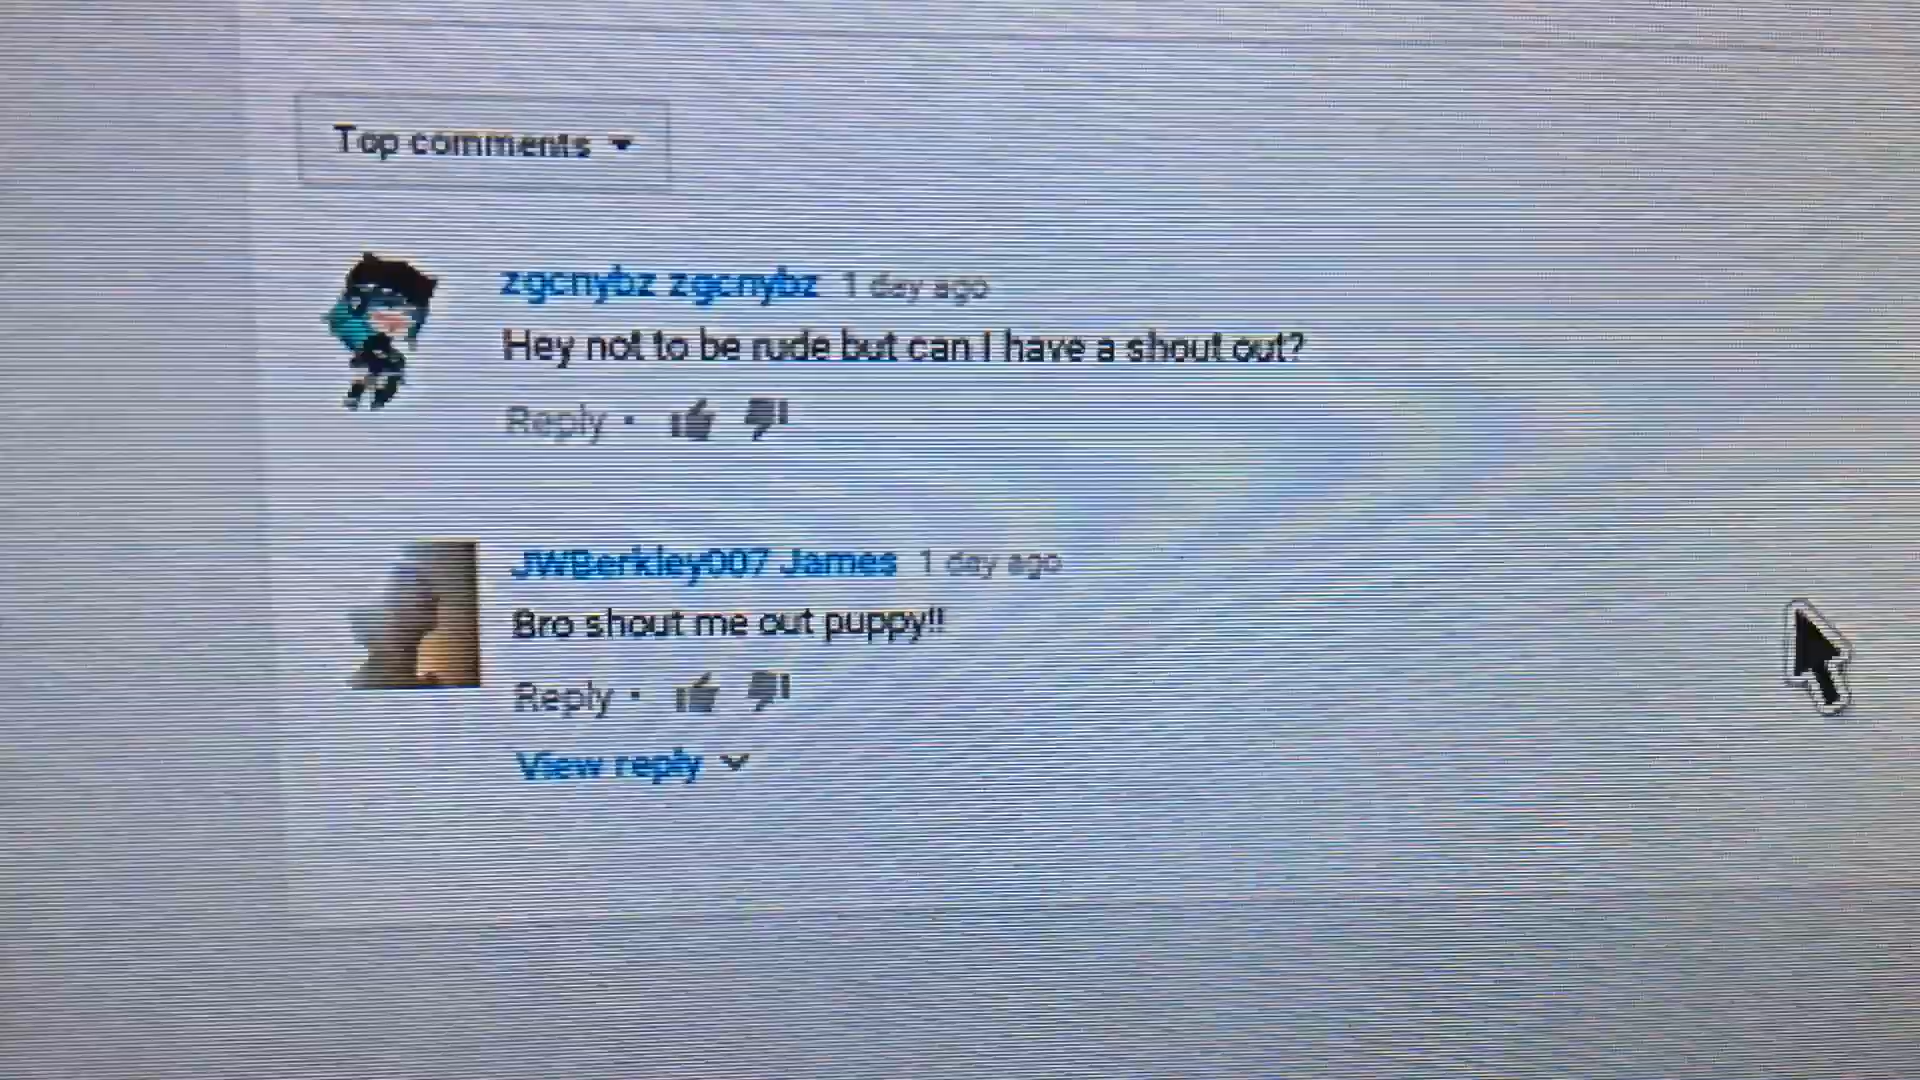 Top comments
zgcnybz zgcnybz 1 day ago
Hey not to be rude but can I have a shout out?
Reply
JWBerkley007 James 1 day ago
Bro shout me out puppy!!
Reply
View reply